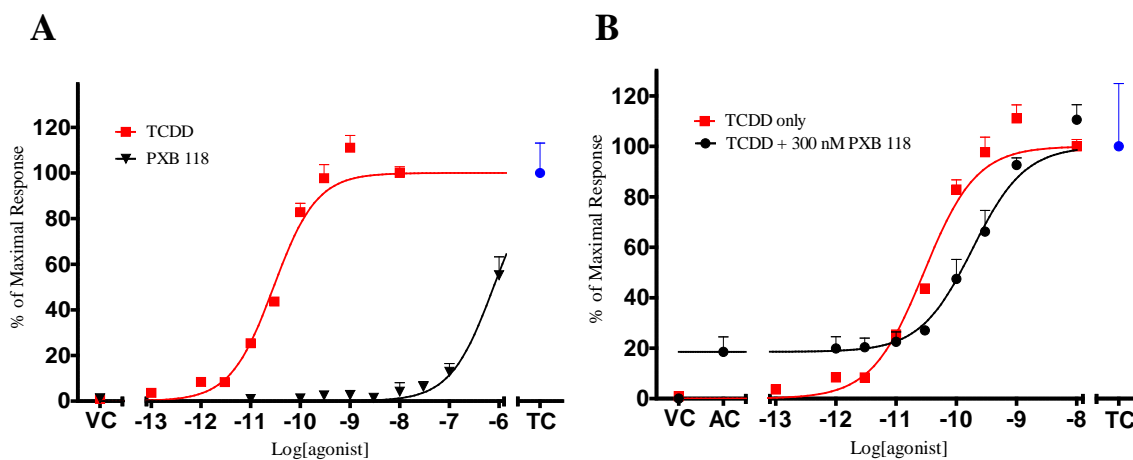 A
% of Maximal Response
120
100
80
60
40
20
0
TCDD
PXB 118
VC -13 -12 -11 -10 -9 -8 -7 -6 TC
Log[agonist]
B
% of Maximal Response
120
100
80
60
40
20
0
TCDD only
TCDD + 300 nM PXB 118
VC AC -13 -12 -11 -10 -9 -8 TC
Log[agonist]